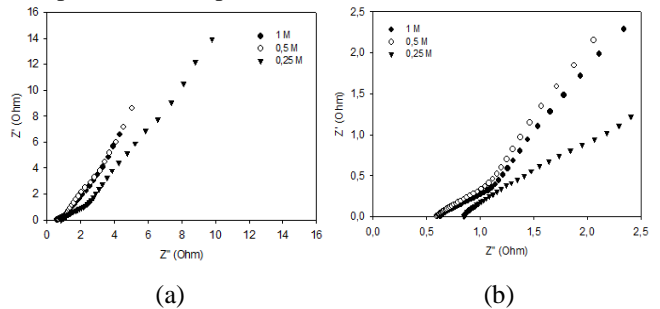 16
14
12
10
8
6
4
2
0
Z' (Ohm)
1 M
0,5 M
0,25 M
0 2 4 6 8 10 12 14 16
Z'' (Ohm)
(a)
2,5
2,0
1,5
1,0
0,5
0,0
Z' (Ohm)
1 M
0,5 M
0,25 M
0,0 0,5 1,0 1,5 2,0 2,5
Z'' (Ohm)
(b)